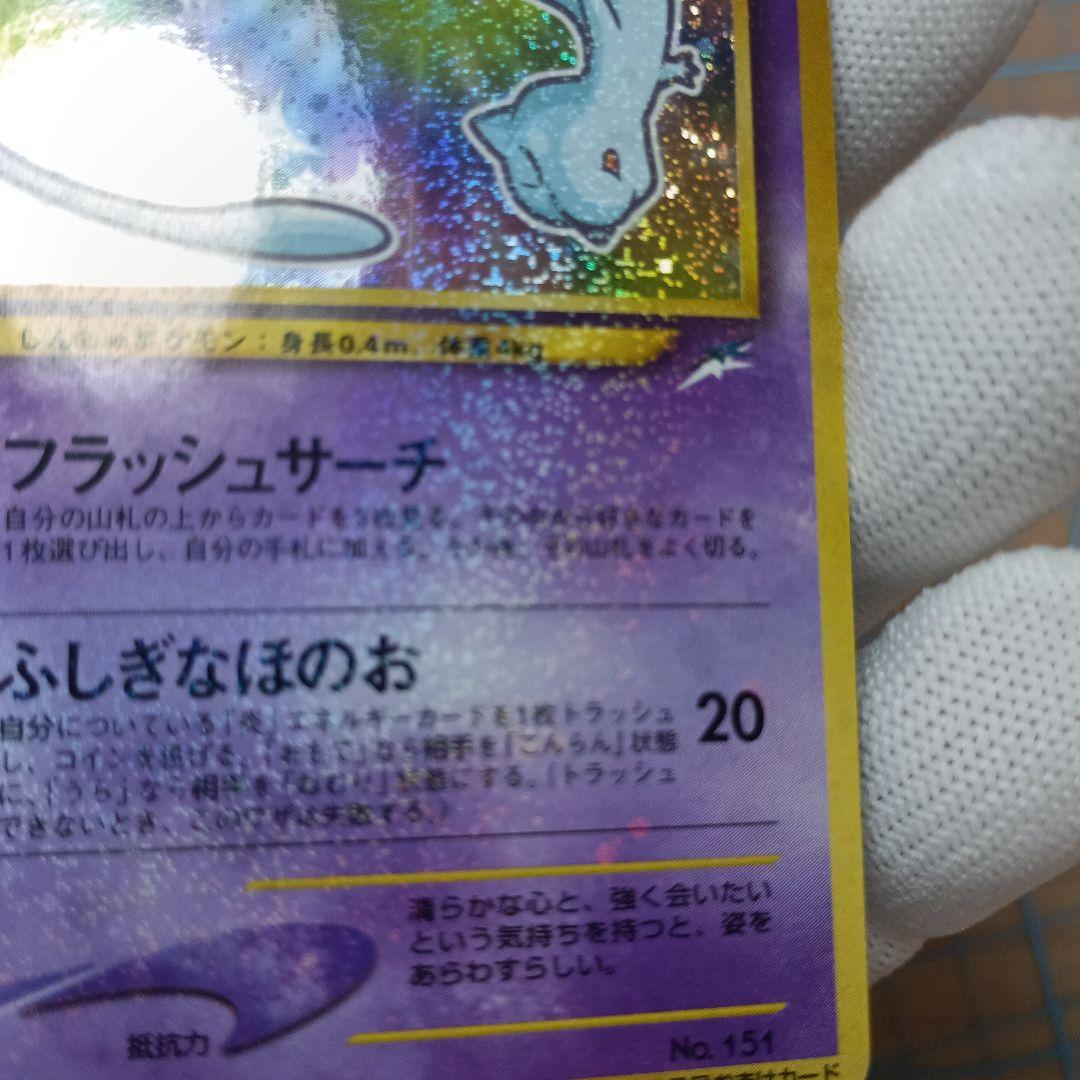 しんしゅポケモン：身長0.4m、体重4kg
フラッシュサーチ
自分の山札の上からカードを3枚見る。その中から好きなカードを
1枚選び出し、自分の手札に加える。その後、その山札をよく切る。
ふしぎなほのお
20
自分についている「炎」エネルギーカードを1枚トラッシュ
し、コインを投げる。「おもて」なら相手を「こんらん」状態
に、「うら」なら相手を「ねむり」状態にする。（トラッシュ
できないとき、このワザは失敗する。）
清らかな心と、強く会いたい
という気持ちを持つと、姿を
あらわすらしい。
抵抗力
No. 151